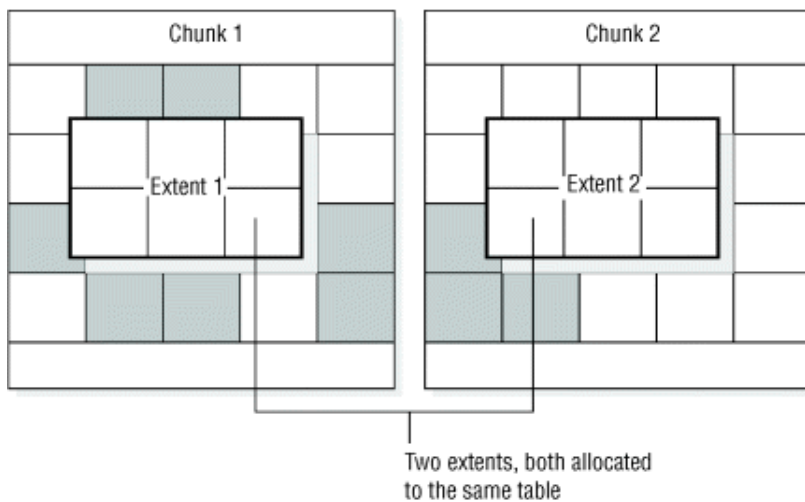 Chunk 1
Chunk 2
Extent 1
Extent 2
Two extents, both allocated
to the same table